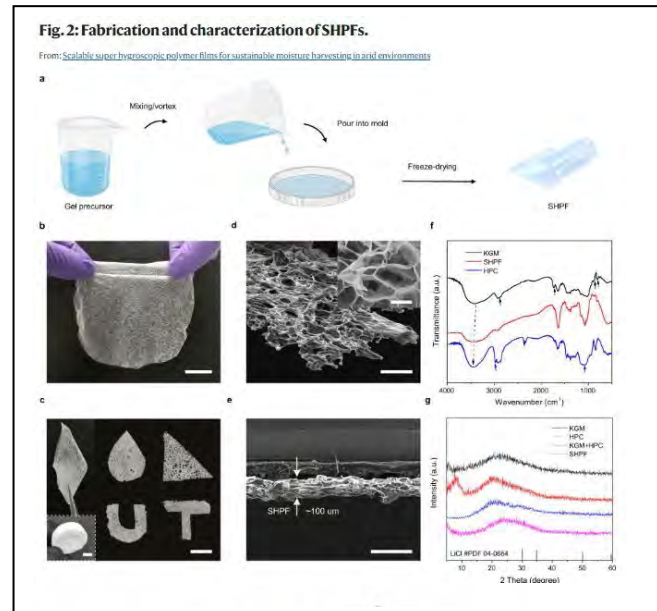 Fig. 2: Fabrication and characterization of SHPFs.
From: Scalable super hygroscopic polymer films for sustainable moisture harvesting in arid environments
a
Mixing/vortex
Pour into mold
Freeze-drying
Gel precursor
SHPF
b
d
f
KGM
SHPF
HPC
Transmittance (a.u.)
4000
3000
2000
1000
Wavenumber (cm⁻¹)
c
e
SHPF
~100 um
g
KGM
HPC
KGM+HPC
SHPF
Intensity (a.u.)
LiCl #PDF 04-0664
10
20
30
40
50
60
2 Theta (degree)